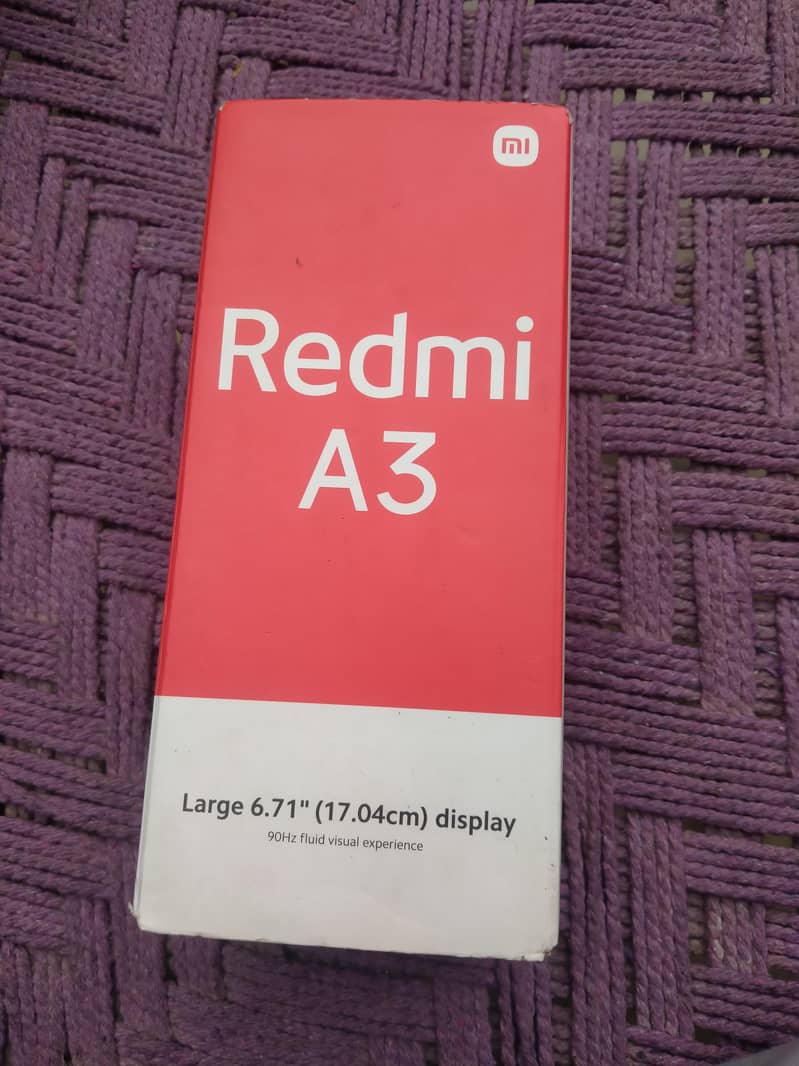 mi
Redmi
A3
Large 6.71" (17.04cm) display
90Hz fluid visual experience